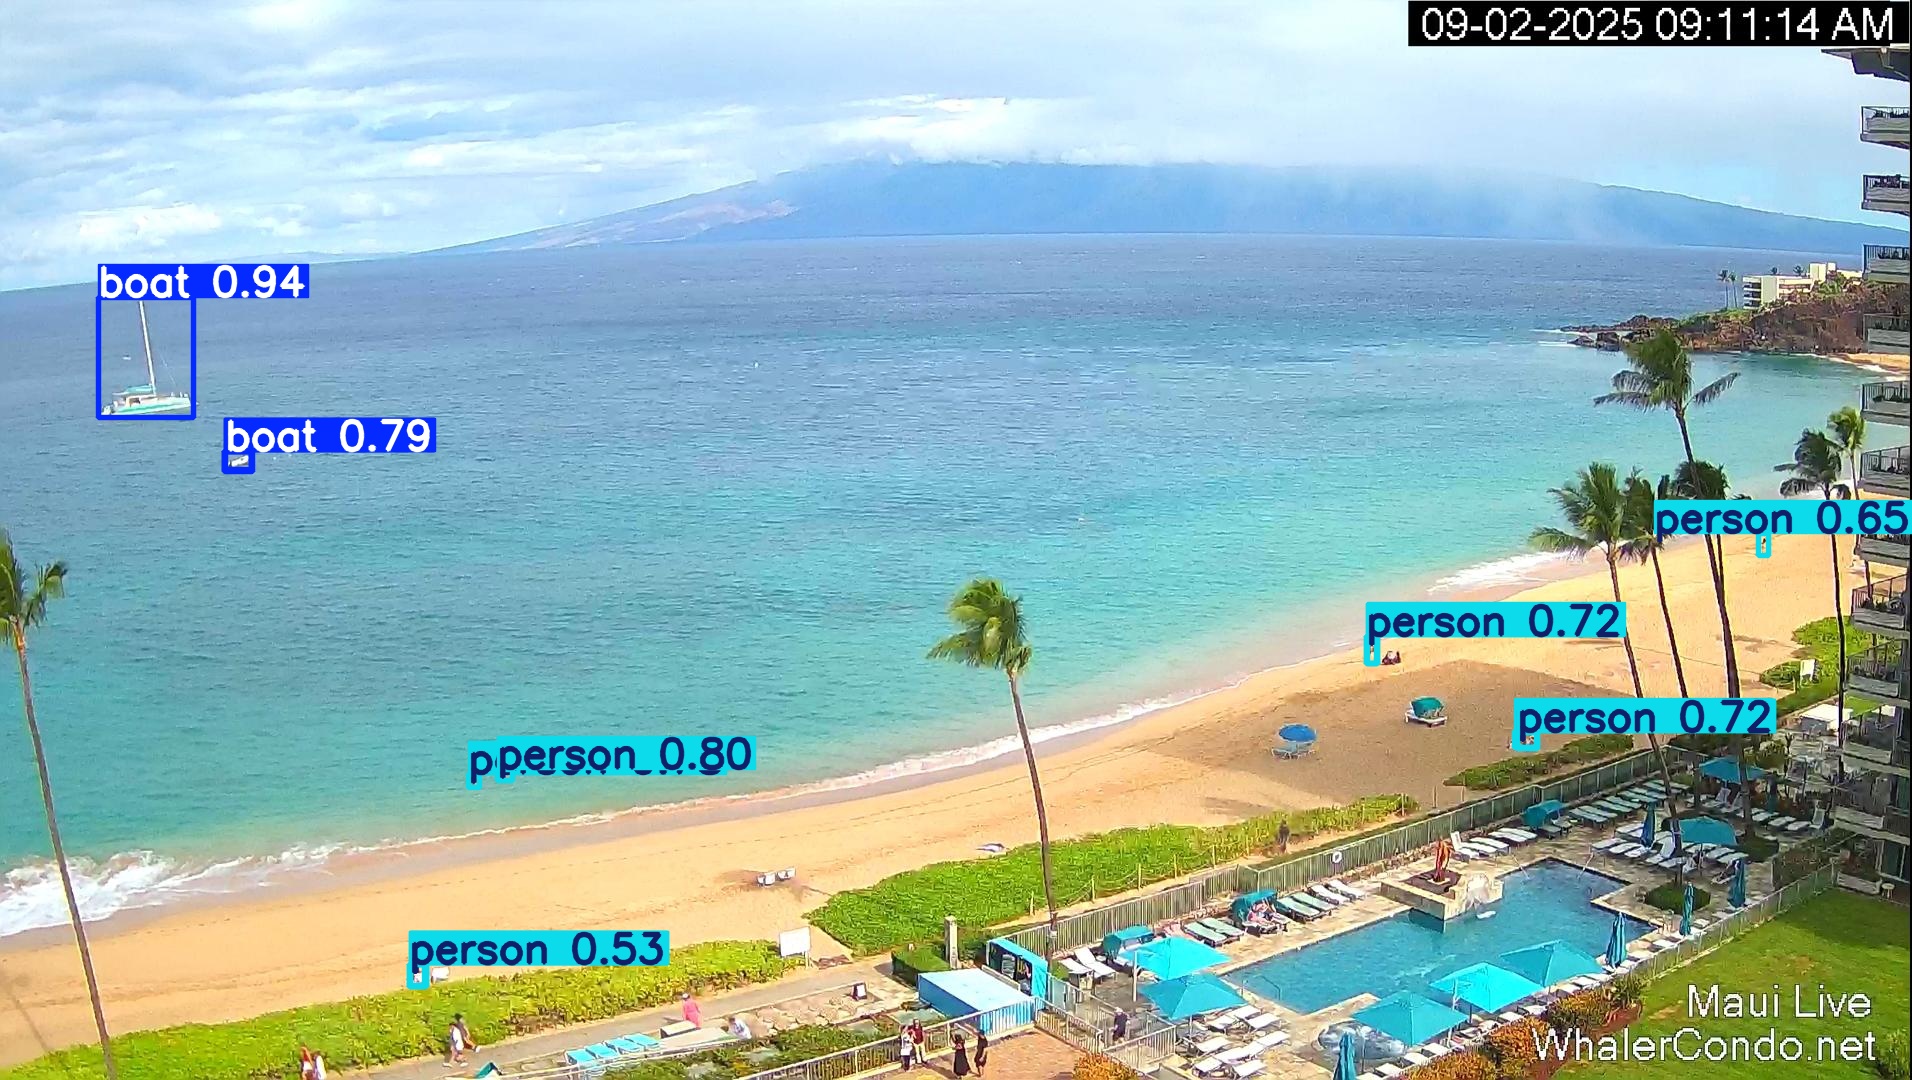 09-02-2025 09:11:14 AM
boat 0.94
boat 0.79
person 0.65
person 0.72
person 0.72
person 0.80
person 0.53
Maui Live
WhalerCondo.net